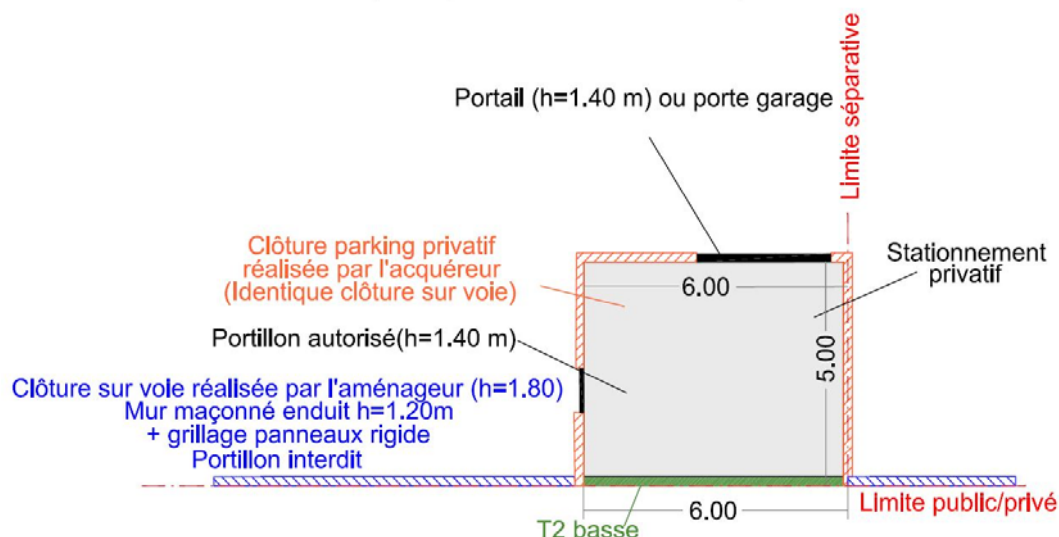 Portail (h=1.40 m) ou porte garage
Limite séparative
Clôture parking privatif
réalisée par l'acquéreur
(Identique clôture sur voie)
Stationnement
privatif
6.00
Portillon autorisé(h=1.40 m)
5.00
Clôture sur voie réalisée par l'aménageur (h=1.80)
Mur maçonné enduit h=1.20m
+ grillage panneaux rigide
Portillon interdit
Limite public/privé
6.00
T2 basse